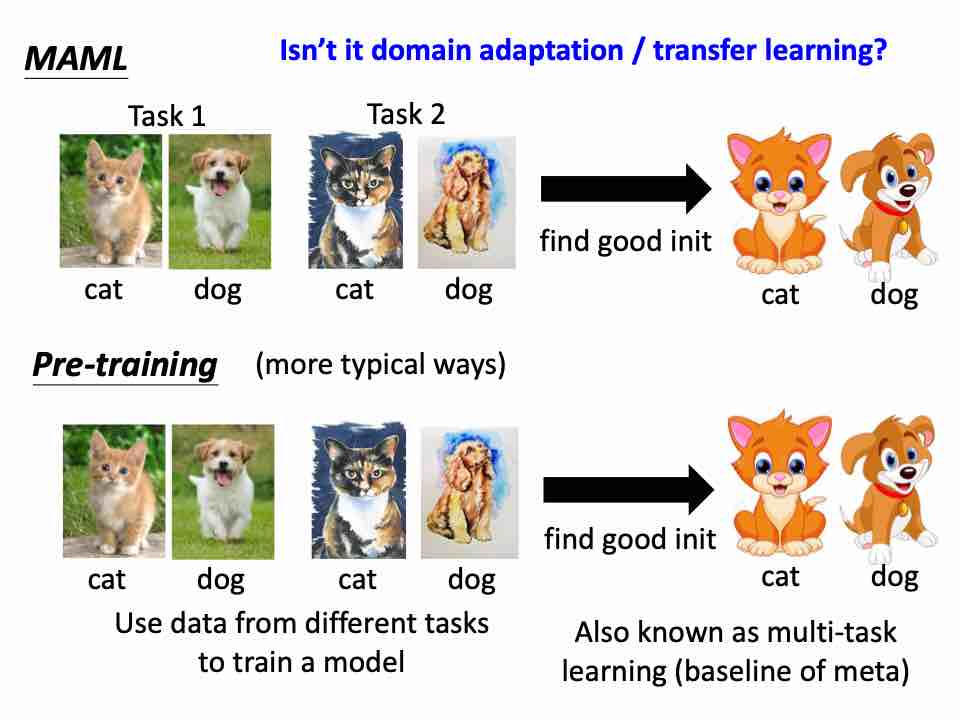 MAML
Isn’t it domain adaptation / transfer learning?
Task 1
Task 2
cat
dog
cat
dog
find good init
cat
dog
Pre-training
(more typical ways)
cat
dog
cat
dog
find good init
cat
dog
Use data from different tasks
to train a model
Also known as multi-task
learning (baseline of meta)